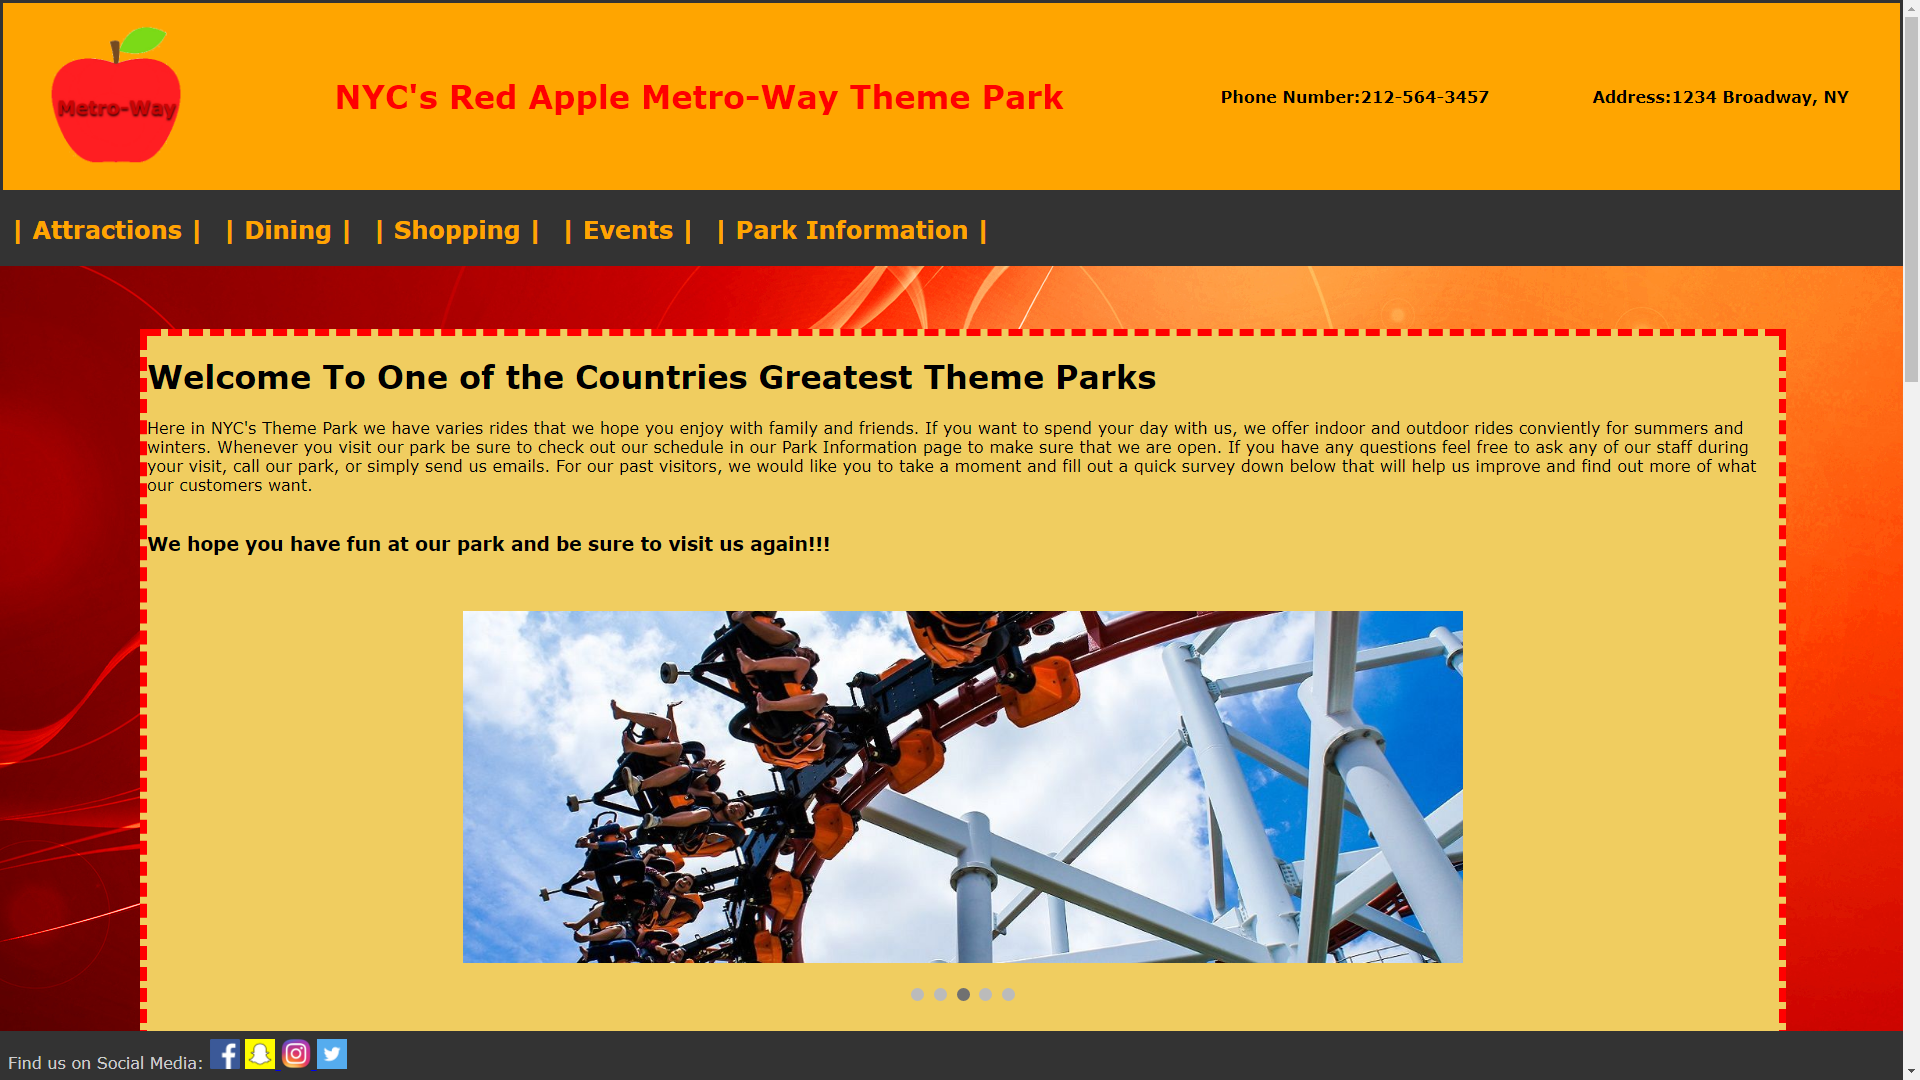 Metro-Way
NYC's Red Apple Metro-Way Theme Park
Phone Number:212-564-3457
Address:1234 Broadway, NY
| Attractions | | Dining | | Shopping | | Events | | Park Information |
Welcome To One of the Countries Greatest Theme Parks
Here in NYC's Theme Park we have varies rides that we hope you enjoy with family and friends. If you want to spend your day with us, we offer indoor and outdoor rides conviently for summers and
winters. Whenever you visit our park be sure to check out our schedule in our Park Information page to make sure that we are open. If you have any questions feel free to ask any of our staff during
your visit, call our park, or simply send us emails. For our past visitors, we would like you to take a moment and fill out a quick survey down below that will help us improve and find out more of what
our customers want.
We hope you have fun at our park and be sure to visit us again!!!
Find us on Social Media: